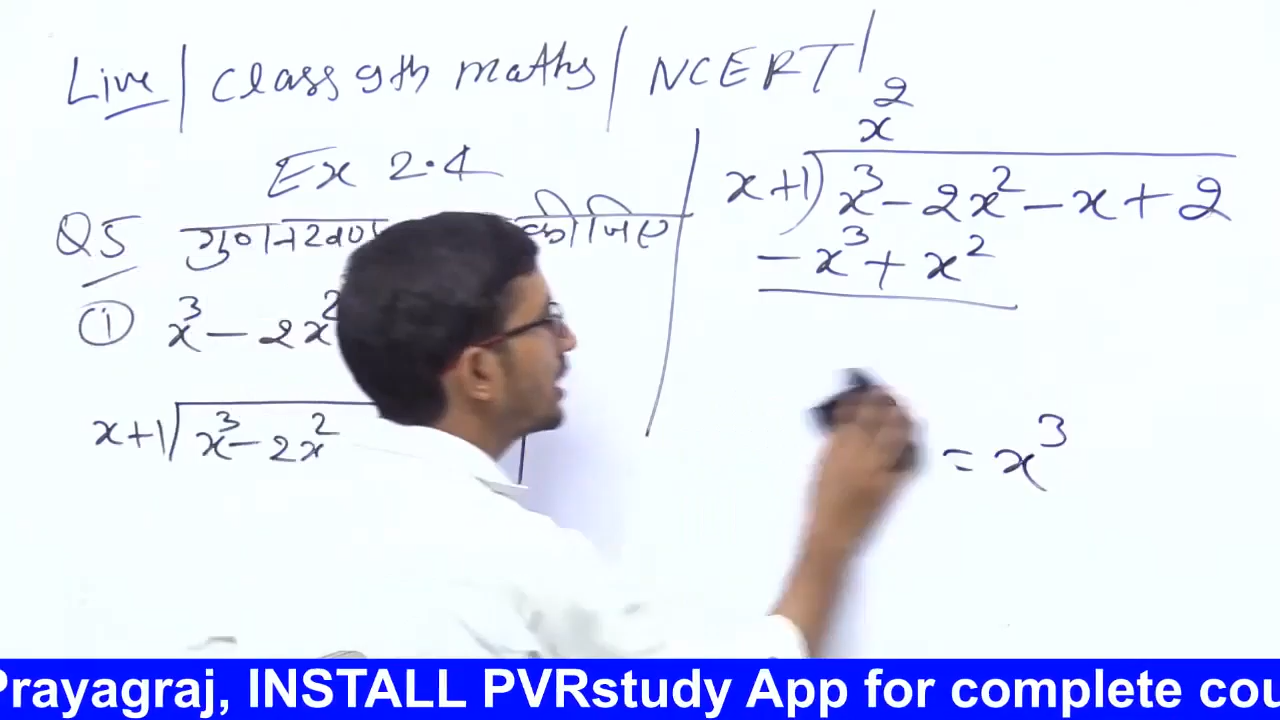 Live / class 9th maths / NCERT /
Ex 2.4
Q5 गुणनखण्ड कीजिए
① x³ - 2x²
x+1) x³ - 2x²
x²
x+1) x³ - 2x² - x + 2
- x³ + x²
= x³
Prayagraj, INSTALL PVRstudy App for complete cou